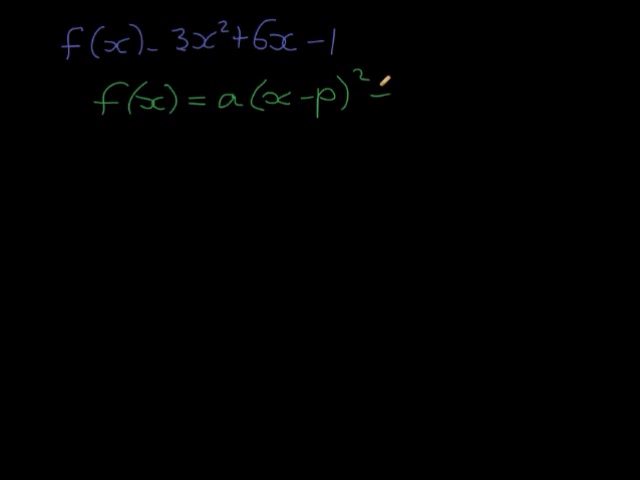 f(x) - 3x² + 6x - 1
f(x) = a(x - p)² -